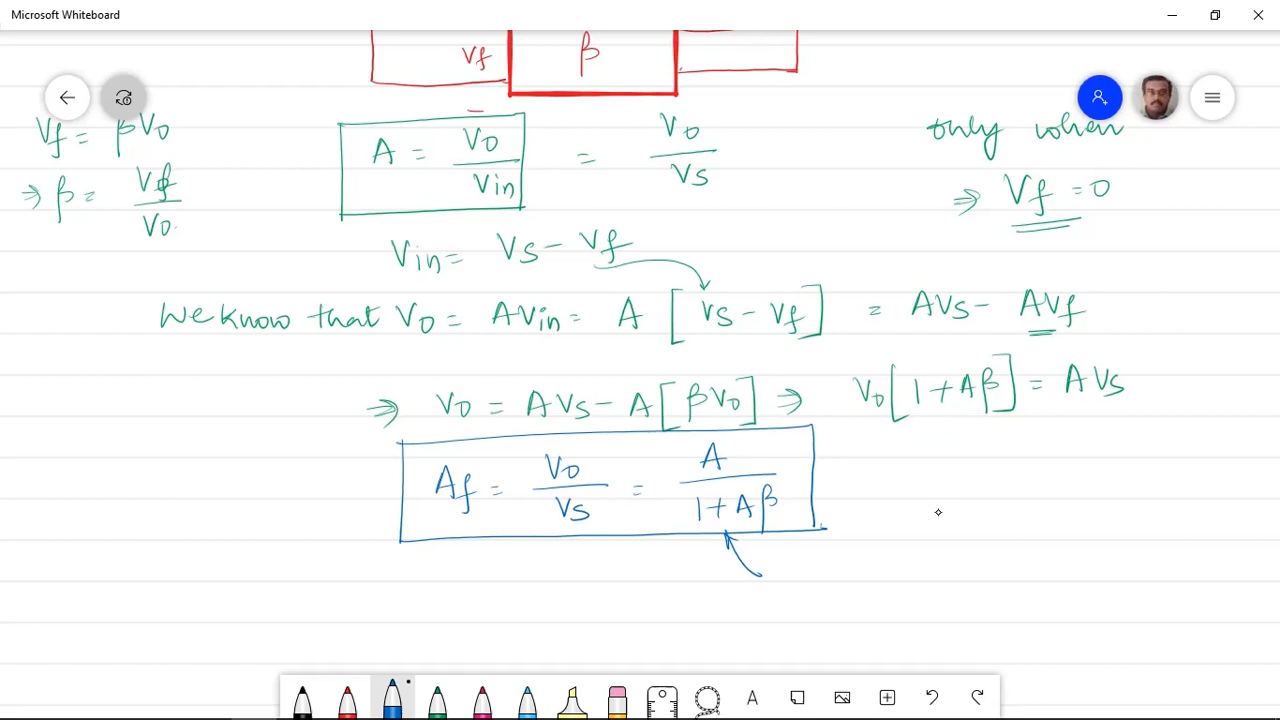 Microsoft Whiteboard
Vf β
Vf = βVo
A = Vo/Vin = Vo/Vs only when
⇒ β = Vf/Vo ⇒ Vf = 0
Vin = Vs - Vf
We know that Vo = AVin = A [Vs - Vf] = AVs - AVf
⇒ Vo = AVs - A[βVo] ⇒ Vo[1+Aβ] = AVs
Af = Vo/Vs = A/1+Aβ
A